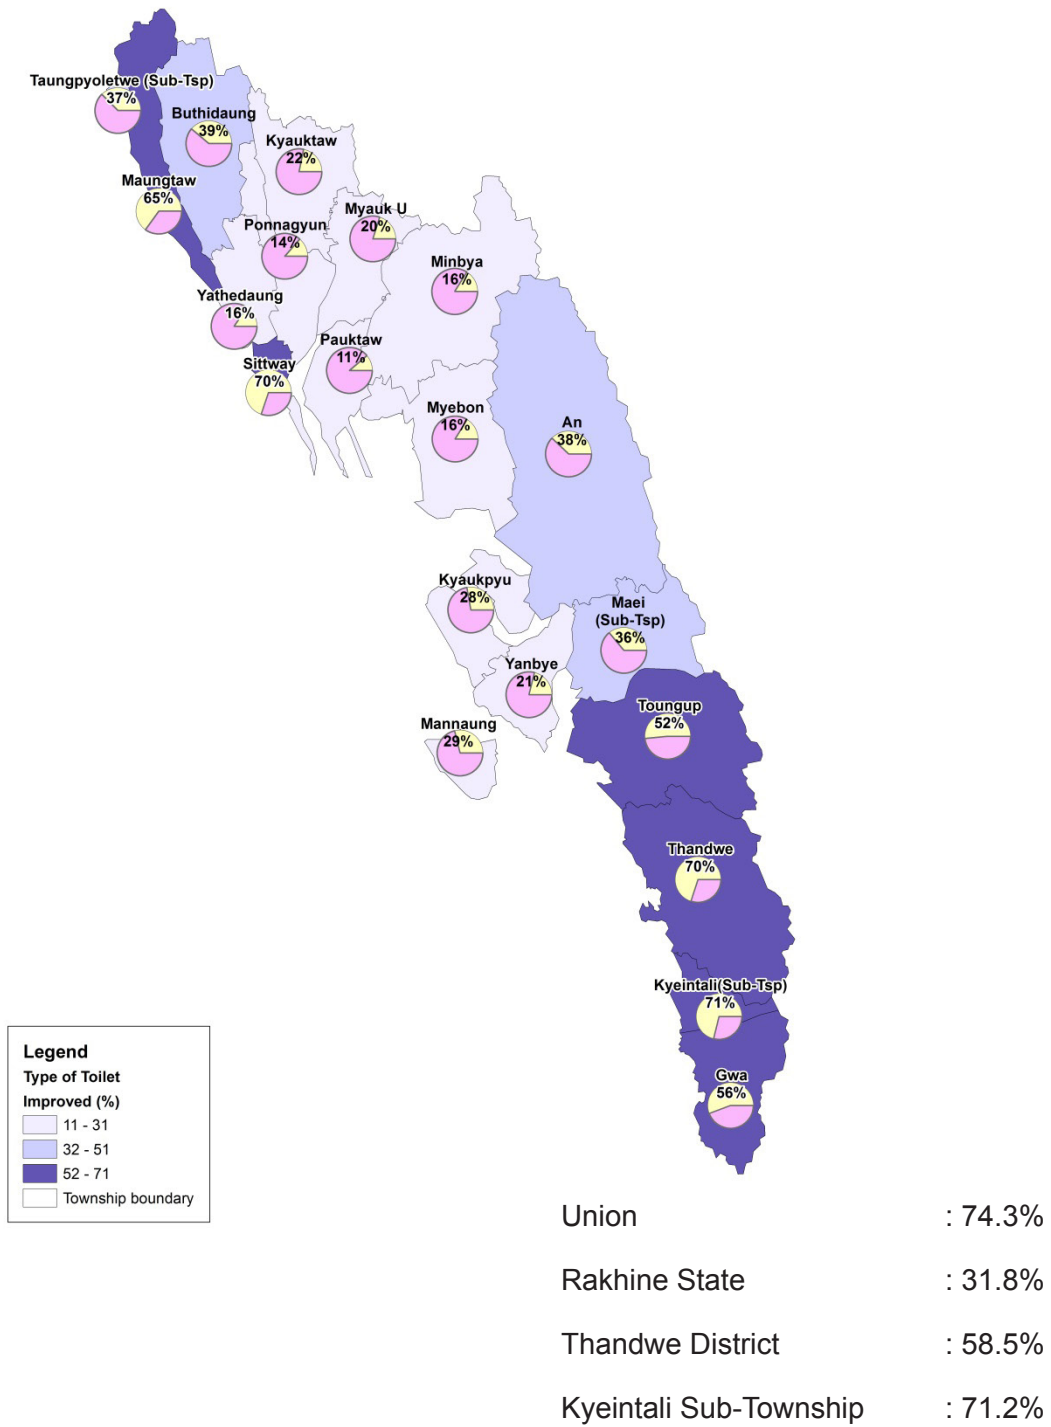 Taungpyoletwe (Sub-Tsp)
37%
Buthidaung
39%
Kyauktaw
22%
Maungtaw
65%
Myauk U
20%
Ponnagyun
14%
Minbya
16%
Yathedaung
16%
Pauktaw
11%
Sittway
70%
Myebon
16%
An
38%
Kyaukpyu
28%
Maei
(Sub-Tsp)
36%
Yanbye
21%
Toungup
52%
Mannaung
29%
Thandwe
70%
Kyeintali(Sub-Tsp)
71%
Gwa
56%
Legend
Type of Toilet
Improved (%)
11 - 31
32 - 51
52 - 71
Township boundary
Union : 74.3%
Rakhine State : 31.8%
Thandwe District : 58.5%
Kyeintali Sub-Township : 71.2%